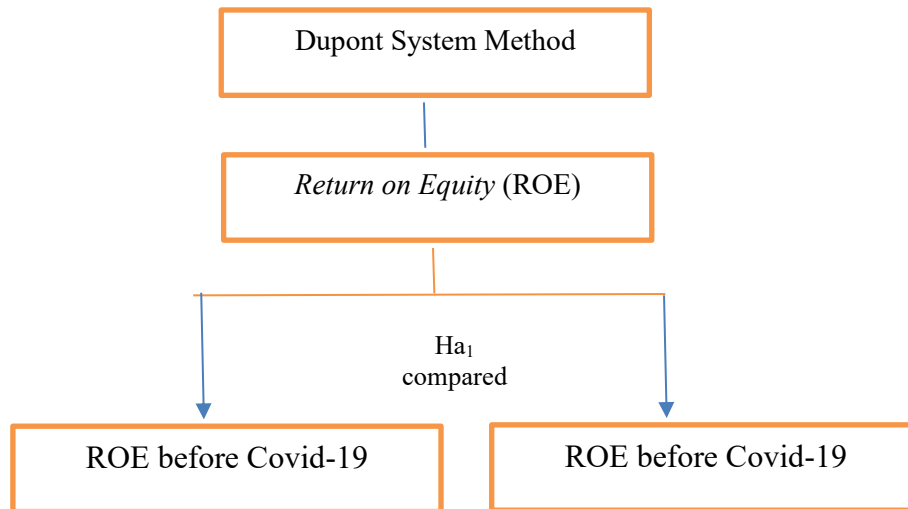 Dupont System Method
Return on Equity (ROE)
Ha₁
compared
ROE before Covid-19
ROE before Covid-19